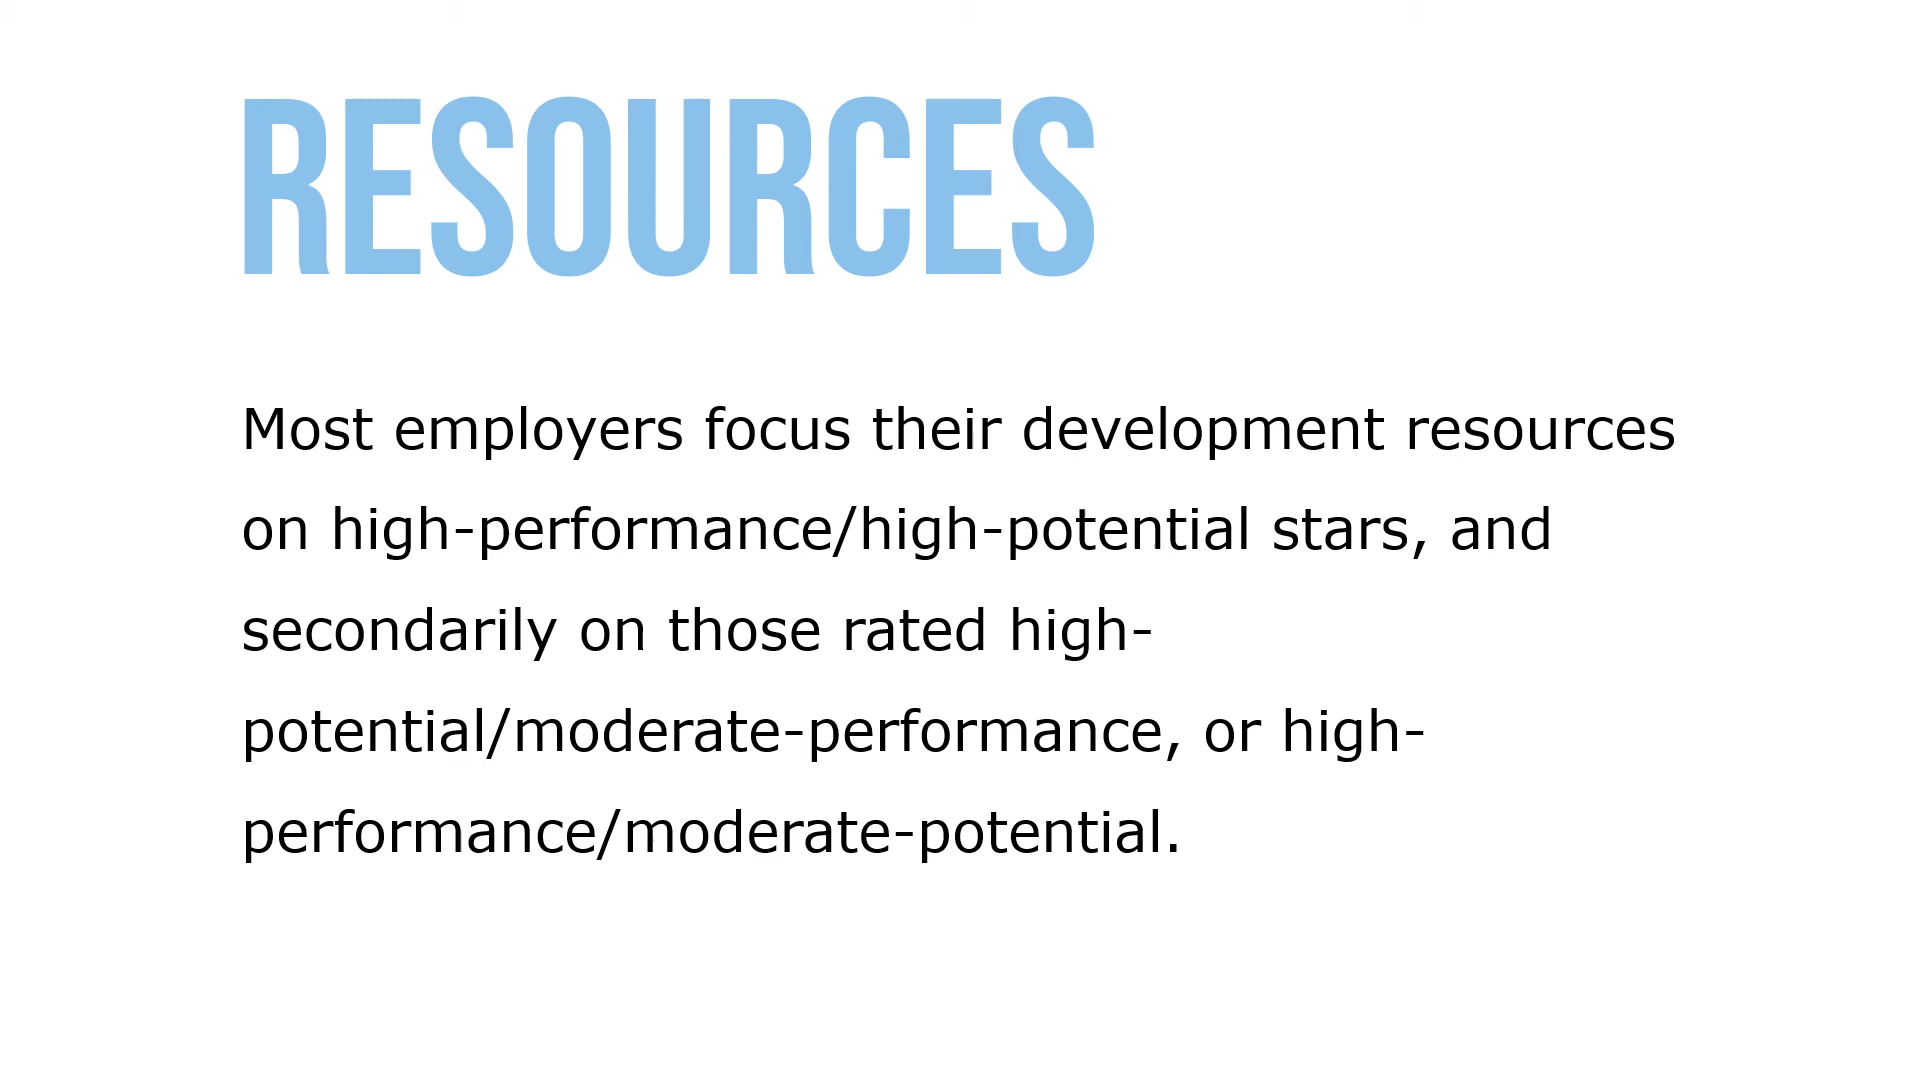 RESOURCES
Most employers focus their development resources
on high-performance/high-potential stars, and
secondarily on those rated high-
potential/moderate-performance, or high-
performance/moderate-potential.